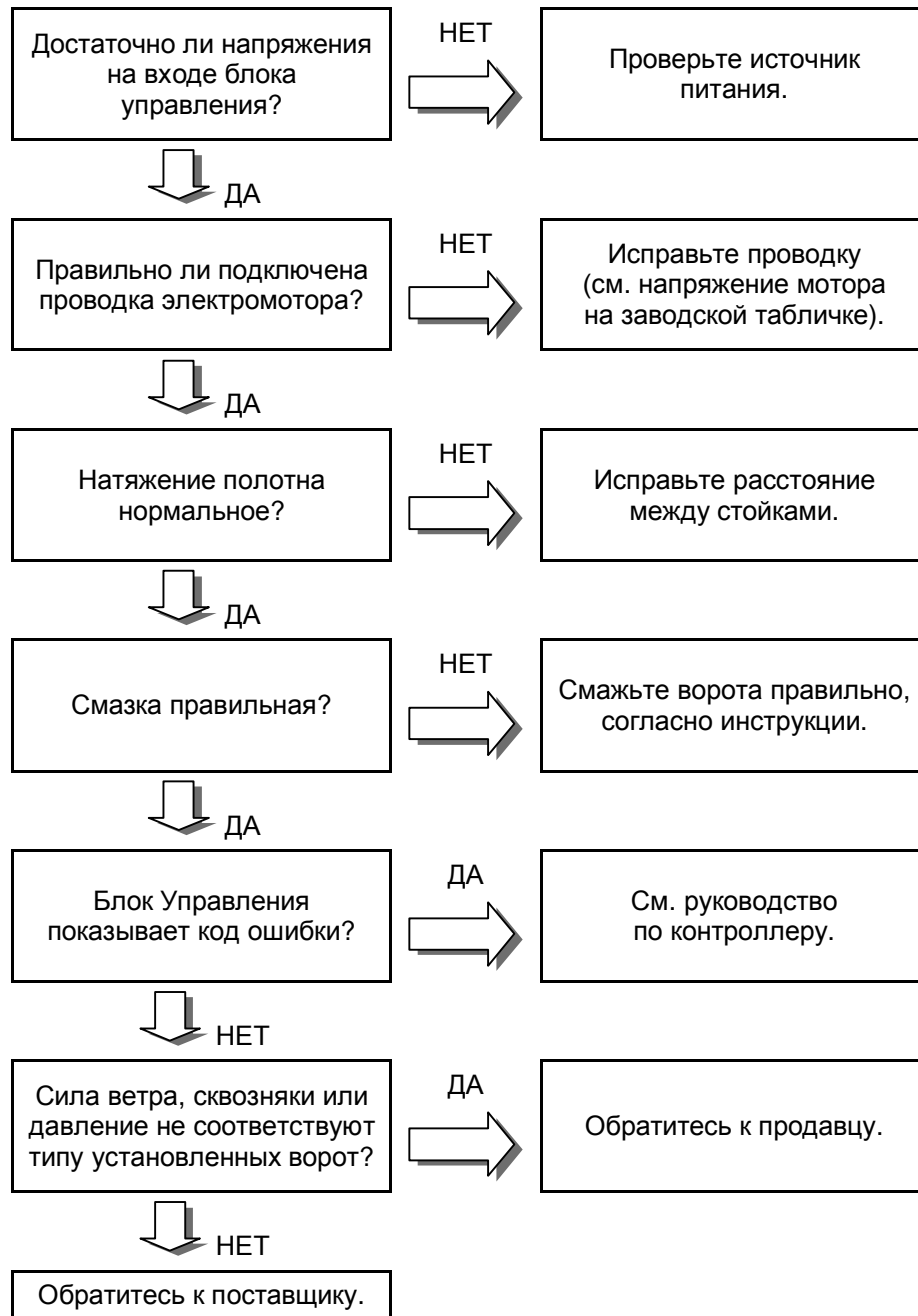 Достаточно ли напряжения
на входе блока
управления?
НЕТ
Проверьте источник
питания.
ДА
Правильно ли подключена
проводка электромотора?
НЕТ
Исправьте проводку
(см. напряжение мотора
на заводской табличке).
ДА
Натяжение полотна
нормальное?
НЕТ
Исправьте расстояние
между стойками.
ДА
Смазка правильная?
НЕТ
Смажьте ворота правильно,
согласно инструкции.
ДА
Блок Управления
показывает код ошибки?
ДА
См. руководство
по контроллеру.
НЕТ
Сила ветра, сквозняки или
давление не соответствуют
типу установленных ворот?
ДА
Обратитесь к продавцу.
НЕТ
Обратитесь к поставщику.